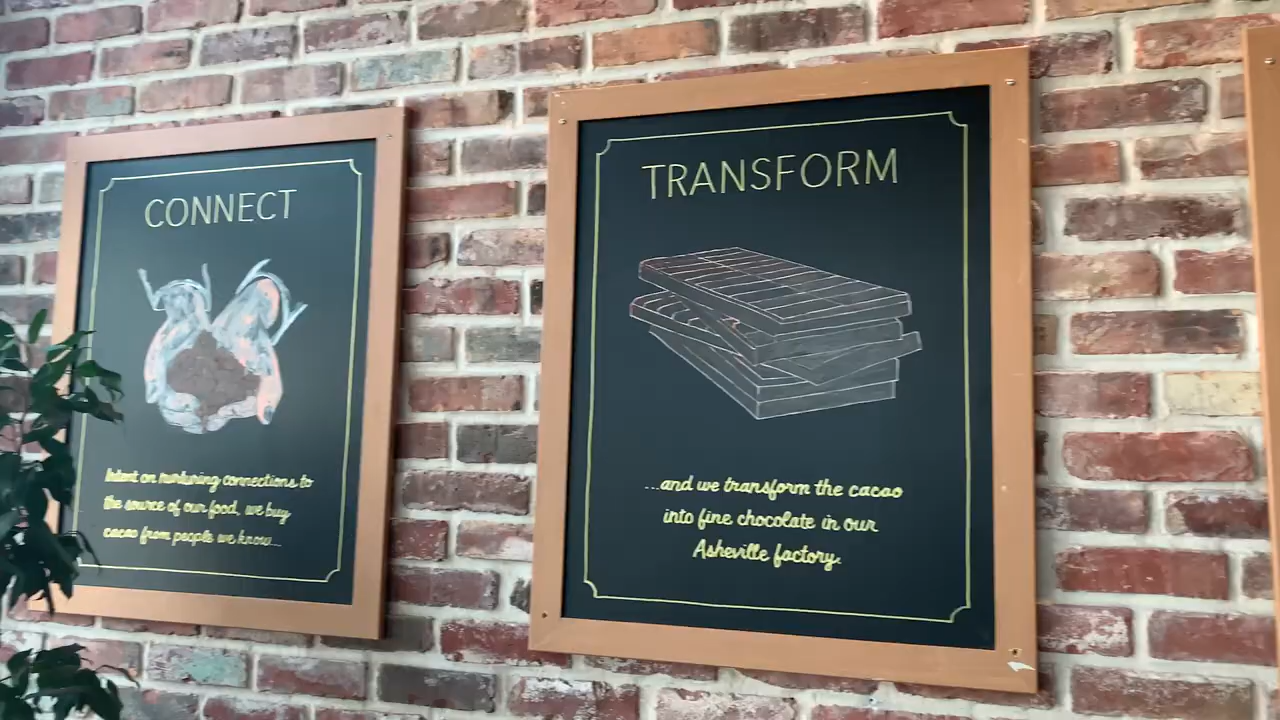 CONNECT
Intent on nurturing connections to
the source of our food, we buy
cacao from people we know...
TRANSFORM
...and we transform the cacao
into fine chocolate in our
Asheville factory.